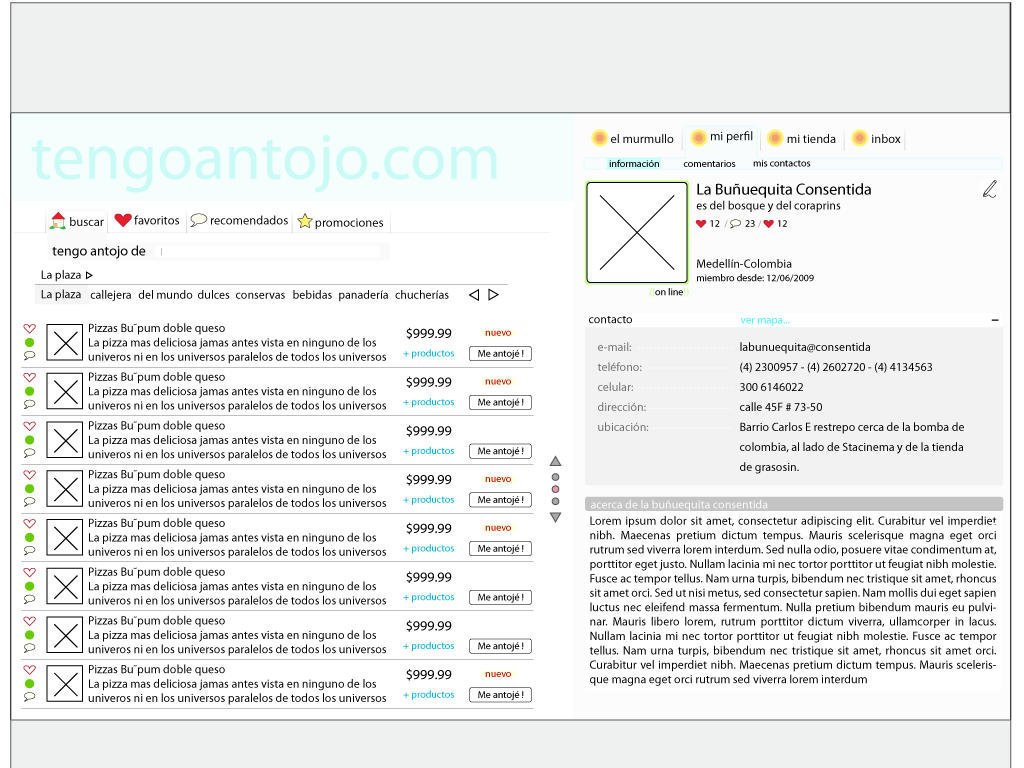 tengoantojo.com
buscar favoritos recomendados promociones
tengo antojo de
La plaza
La plaza callejera del mundo dulces conservas bebidas panadería chucherías
Pizzas Bu¨pum doble queso $999.99 nuevo
La pizza mas deliciosa jamas antes vista en ninguno de los + productos Me antojé !
univeros ni en los universos paralelos de todos los universos
Pizzas Bu¨pum doble queso $999.99 nuevo
La pizza mas deliciosa jamas antes vista en ninguno de los + productos Me antojé !
univeros ni en los universos paralelos de todos los universos
Pizzas Bu¨pum doble queso $999.99
La pizza mas deliciosa jamas antes vista en ninguno de los Me antojé !
univeros ni en los universos paralelos de todos los universos
Pizzas Bu¨pum doble queso $999.99 nuevo
La pizza mas deliciosa jamas antes vista en ninguno de los + productos Me antojé !
univeros ni en los universos paralelos de todos los universos
Pizzas Bu¨pum doble queso $999.99 nuevo
La pizza mas deliciosa jamas antes vista en ninguno de los + productos Me antojé !
univeros ni en los universos paralelos de todos los universos
Pizzas Bu¨pum doble queso $999.99
La pizza mas deliciosa jamas antes vista en ninguno de los Me antojé !
univeros ni en los universos paralelos de todos los universos
Pizzas Bu¨pum doble queso $999.99
La pizza mas deliciosa jamas antes vista en ninguno de los Me antojé !
univeros ni en los universos paralelos de todos los universos
Pizzas Bu¨pum doble queso $999.99 nuevo
La pizza mas deliciosa jamas antes vista en ninguno de los + productos Me antojé !
univeros ni en los universos paralelos de todos los universos
el murmullo mi perfil mi tienda inbox
información comentarios mis contactos
La Buñuequita Consentida
es del bosque y del coraprins
12 / 23 / 12
Medellín-Colombia
miembro desde: 12/06/2009
on line
contacto ver mapa... –
e-mail: labunuequita@consentida
teléfono: (4) 2300957 - (4) 2602720 - (4) 4134563
celular: 300 6146022
dirección: calle 45F # 73-50
ubicación: Barrio Carlos E restrepo cerca de la bomba de
colombia, al lado de Stacinema y de la tienda
de grasosin.
acerca de la buñuequita consentida
Lorem ipsum dolor sit amet, consectetur adipiscing elit. Curabitur vel imperdiet
nibh. Maecenas pretium dictum tempus. Mauris scelerisque magna eget orci
rutrum sed viverra lorem interdum. Sed nulla odio, posuere vitae condimentum at,
porttitor eget justo. Nullam lacinia mi nec tortor porttitor ut feugiat nibh molestie.
Fusce ac tempor tellus. Nam urna turpis, bibendum nec tristique sit amet, rhoncus
sit amet orci. Sed ut nisi metus, sed consectetur sapien. Nam mollis dui eget sapien
luctus nec eleifend massa fermentum. Nulla pretium bibendum mauris eu pulvi-
nar. Mauris libero lorem, rutrum porttitor dictum viverra, ullamcorper in lacus.
Nullam lacinia mi nec tortor porttitor ut feugiat nibh molestie. Fusce ac tempor
tellus. Nam urna turpis, bibendum nec tristique sit amet, rhoncus sit amet orci.
Curabitur vel imperdiet nibh. Maecenas pretium dictum tempus. Mauris sceleris-
que magna eget orci rutrum sed viverra lorem interdum